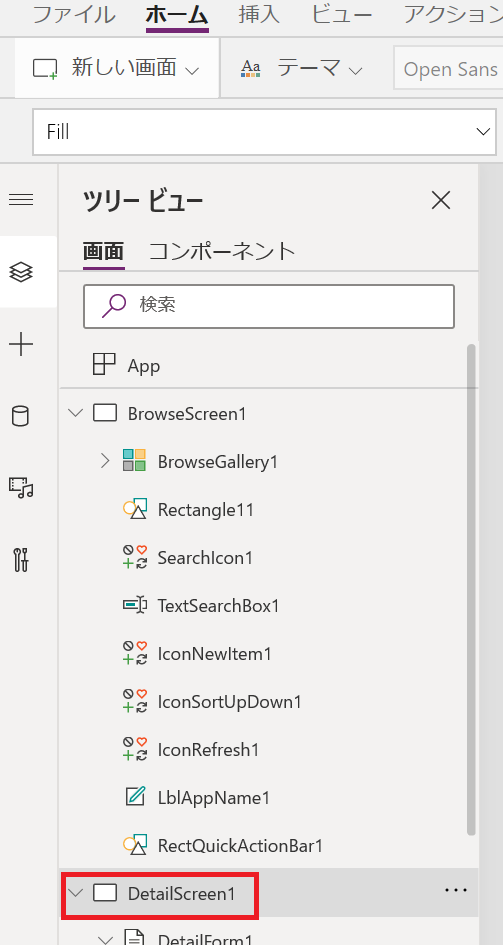 ファイル ホーム 挿入 ビュー アクション
新しい画面 Aa テーマ Open Sans
Fill
ツリー ビュー
画面 コンポーネント
検索
App
BrowseScreen1
BrowseGallery1
Rectangle11
SearchIcon1
TextSearchBox1
IconNewItem1
IconSortUpDown1
IconRefresh1
LblAppName1
RectQuickActionBar1
DetailScreen1
DetailForm1